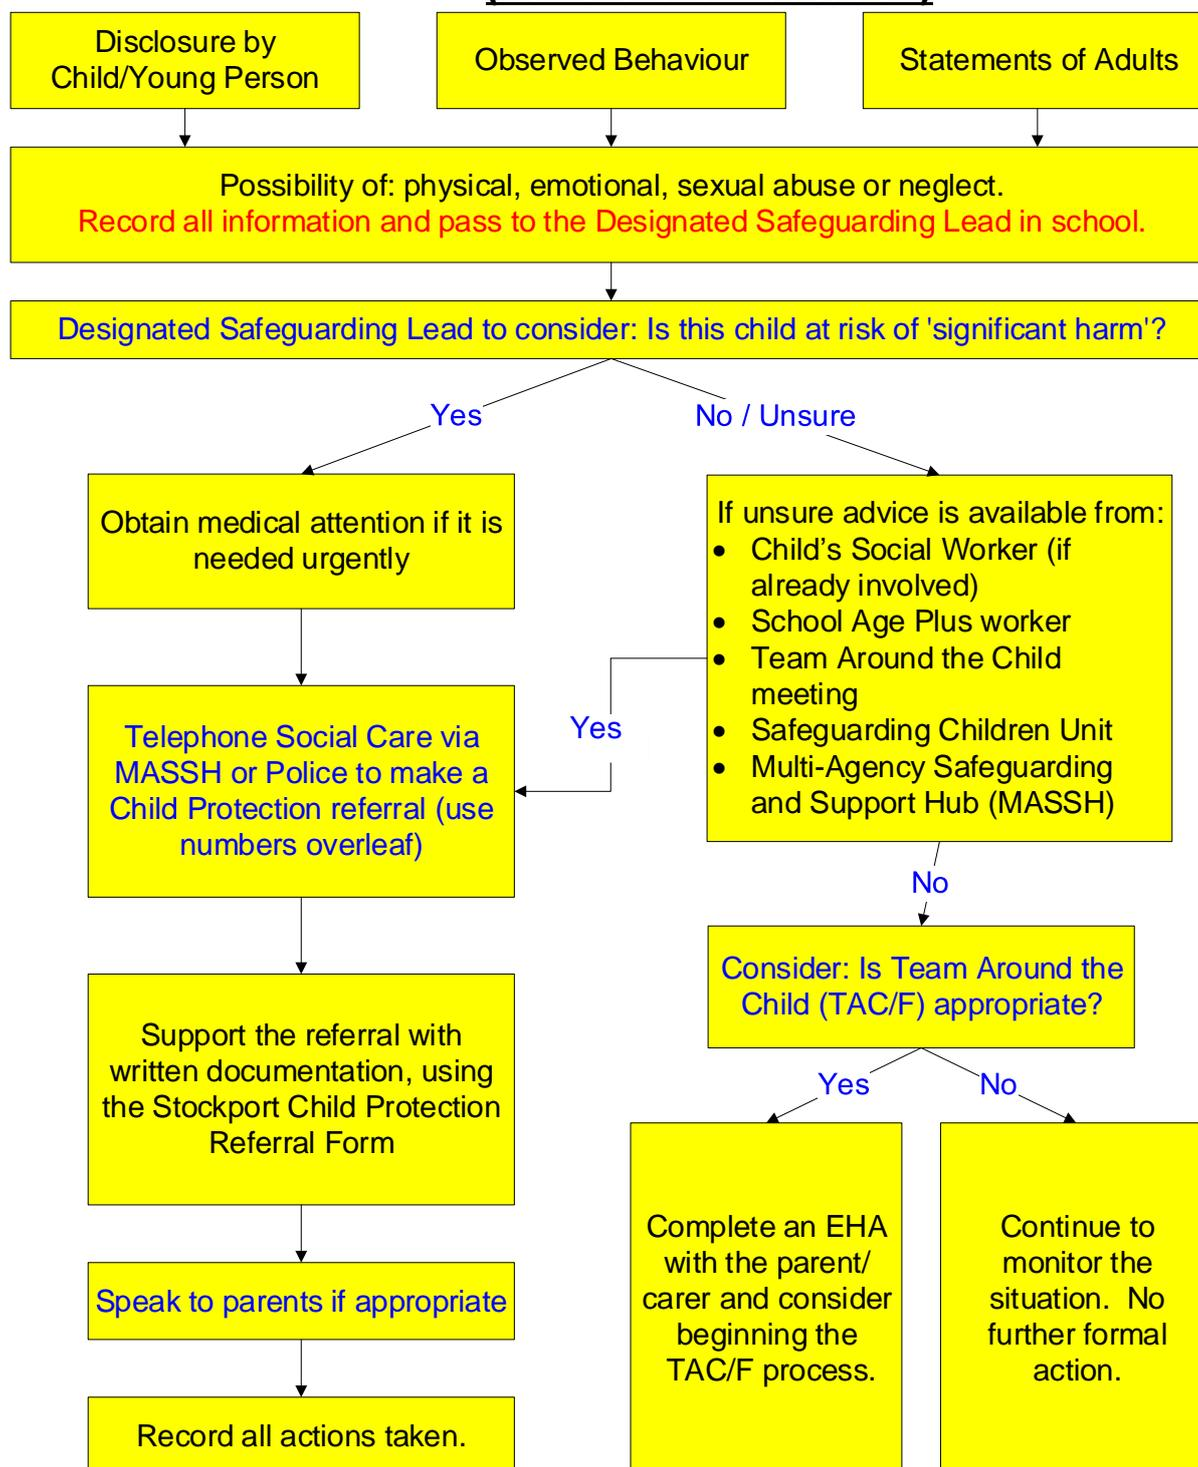 Disclosure by
Child/Young Person
Observed Behaviour
Statements of Adults
Possibility of: physical, emotional, sexual abuse or neglect.
Record all information and pass to the Designated Safeguarding Lead in school.
Designated Safeguarding Lead to consider: Is this child at risk of 'significant harm'?
Yes
No / Unsure
Obtain medical attention if it is
needed urgently
If unsure advice is available from:
• Child's Social Worker (if
already involved)
• School Age Plus worker
• Team Around the Child
meeting
• Safeguarding Children Unit
• Multi-Agency Safeguarding
and Support Hub (MASSH)
Yes
Telephone Social Care via
MASSH or Police to make a
Child Protection referral (use
numbers overleaf)
No
Consider: Is Team Around the
Child (TAC/F) appropriate?
Support the referral with
written documentation, using
the Stockport Child Protection
Referral Form
Yes
No
Complete an EHA
with the parent/
carer and consider
beginning the
TAC/F process.
Continue to
monitor the
situation.  No
further formal
action.
Speak to parents if appropriate
Record all actions taken.